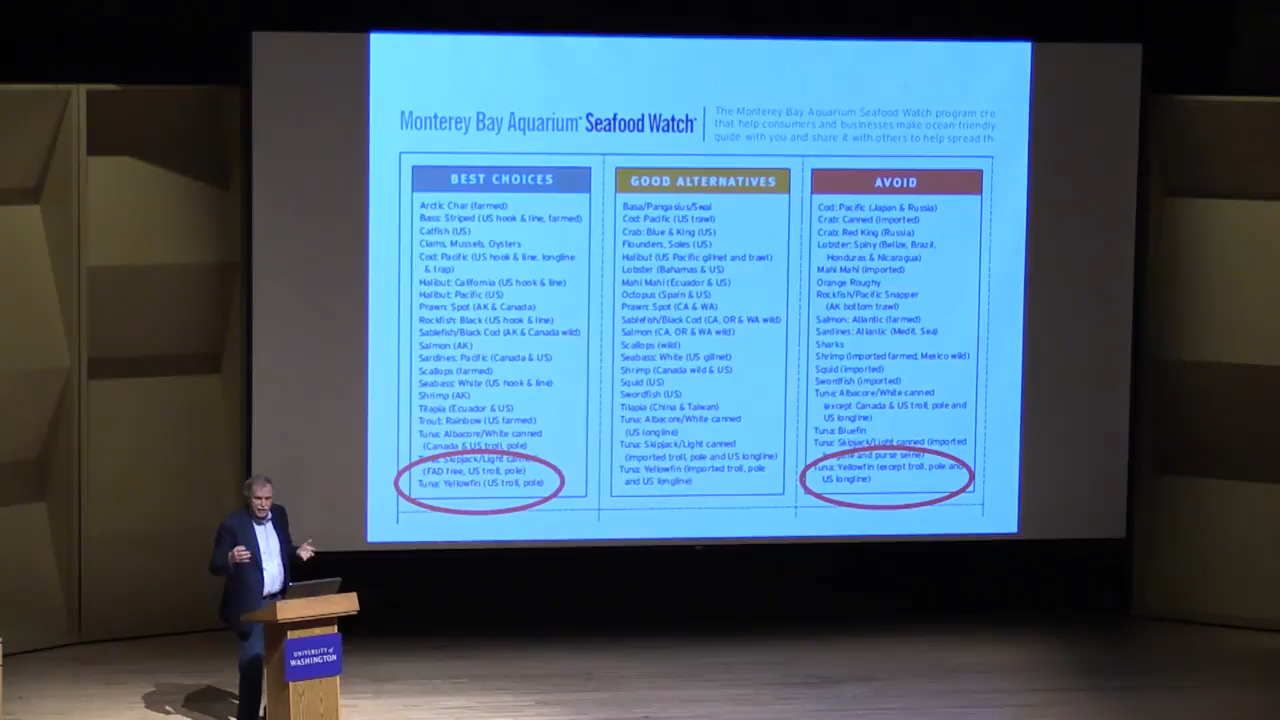 Monterey Bay Aquarium Seafood Watch
The Monterey Bay Aquarium Seafood Watch program cre
that help consumers and businesses make ocean-friendly
guide with you and share it with others to help spread th
BEST CHOICES
Arctic Char (farmed)
Bass: Striped (US hook & line, farmed)
Catfish (US)
Clams, Mussels, Oysters
Cod: Pacific (US hook & line, longline
& trap)
Halibut: California (US hook & line)
Halibut: Pacific (US)
Prawn: Spot (AK & Canada)
Rockfish: Black (US hook & line)
Sablefish/Black Cod (AK & Canada wild)
Salmon (AK)
Sardines: Pacific (Canada & US)
Scallops (farmed)
Seabass: White (US hook & line)
Shrimp (AK)
Tilapia (Ecuador & US)
Trout: Rainbow (US farmed)
Tuna: Albacore/White canned
(Canada & US troll, pole)
Tuna: Skipjack/Light canned
(FAD free, US troll, pole)
Tuna: Yellowfin (US troll, pole)
GOOD ALTERNATIVES
Basa/Pangasius/Swai
Cod: Pacific (US trawl)
Crab: Blue & King (US)
Flounders, Soles (US)
Halibut (US Pacific gillnet and trawl)
Lobster (Bahamas & US)
Mahi Mahi (Ecuador & US)
Octopus (Spain & US)
Prawn: Spot (CA & WA)
Sablefish/Black Cod (CA, OR & WA wild)
Salmon (CA, OR & WA wild)
Scallops (wild)
Seabass: White (US gillnet)
Shrimp (Canada wild & US)
Squid (US)
Swordfish (US)
Tilapia (China & Taiwan)
Tuna: Albacore/White canned
(US longline)
Tuna: Skipjack/Light canned
(imported troll, pole and US longline)
Tuna: Yellowfin (imported troll, pole
and US longline)
AVOID
Cod: Pacific (Japan & Russia)
Crab: Canned (imported)
Crab: Red King (Russia)
Lobster: Spiny (Belize, Brazil,
Honduras & Nicaragua)
Mahi Mahi (imported)
Orange Roughy
Rockfish/Pacific Snapper
(AK bottom trawl)
Salmon: Atlantic (farmed)
Sardines: Atlantic (Medit. Sea)
Sharks
Shrimp (imported farmed, Mexico wild)
Squid (imported)
Swordfish (imported)
Tuna: Albacore/White canned
(except Canada & US troll, pole and
US longline)
Tuna: Bluefin
Tuna: Skipjack/Light canned (imported
and purse seine)
Tuna: Yellowfin (except troll, pole and
US longline)
UNIVERSITY of
WASHINGTON